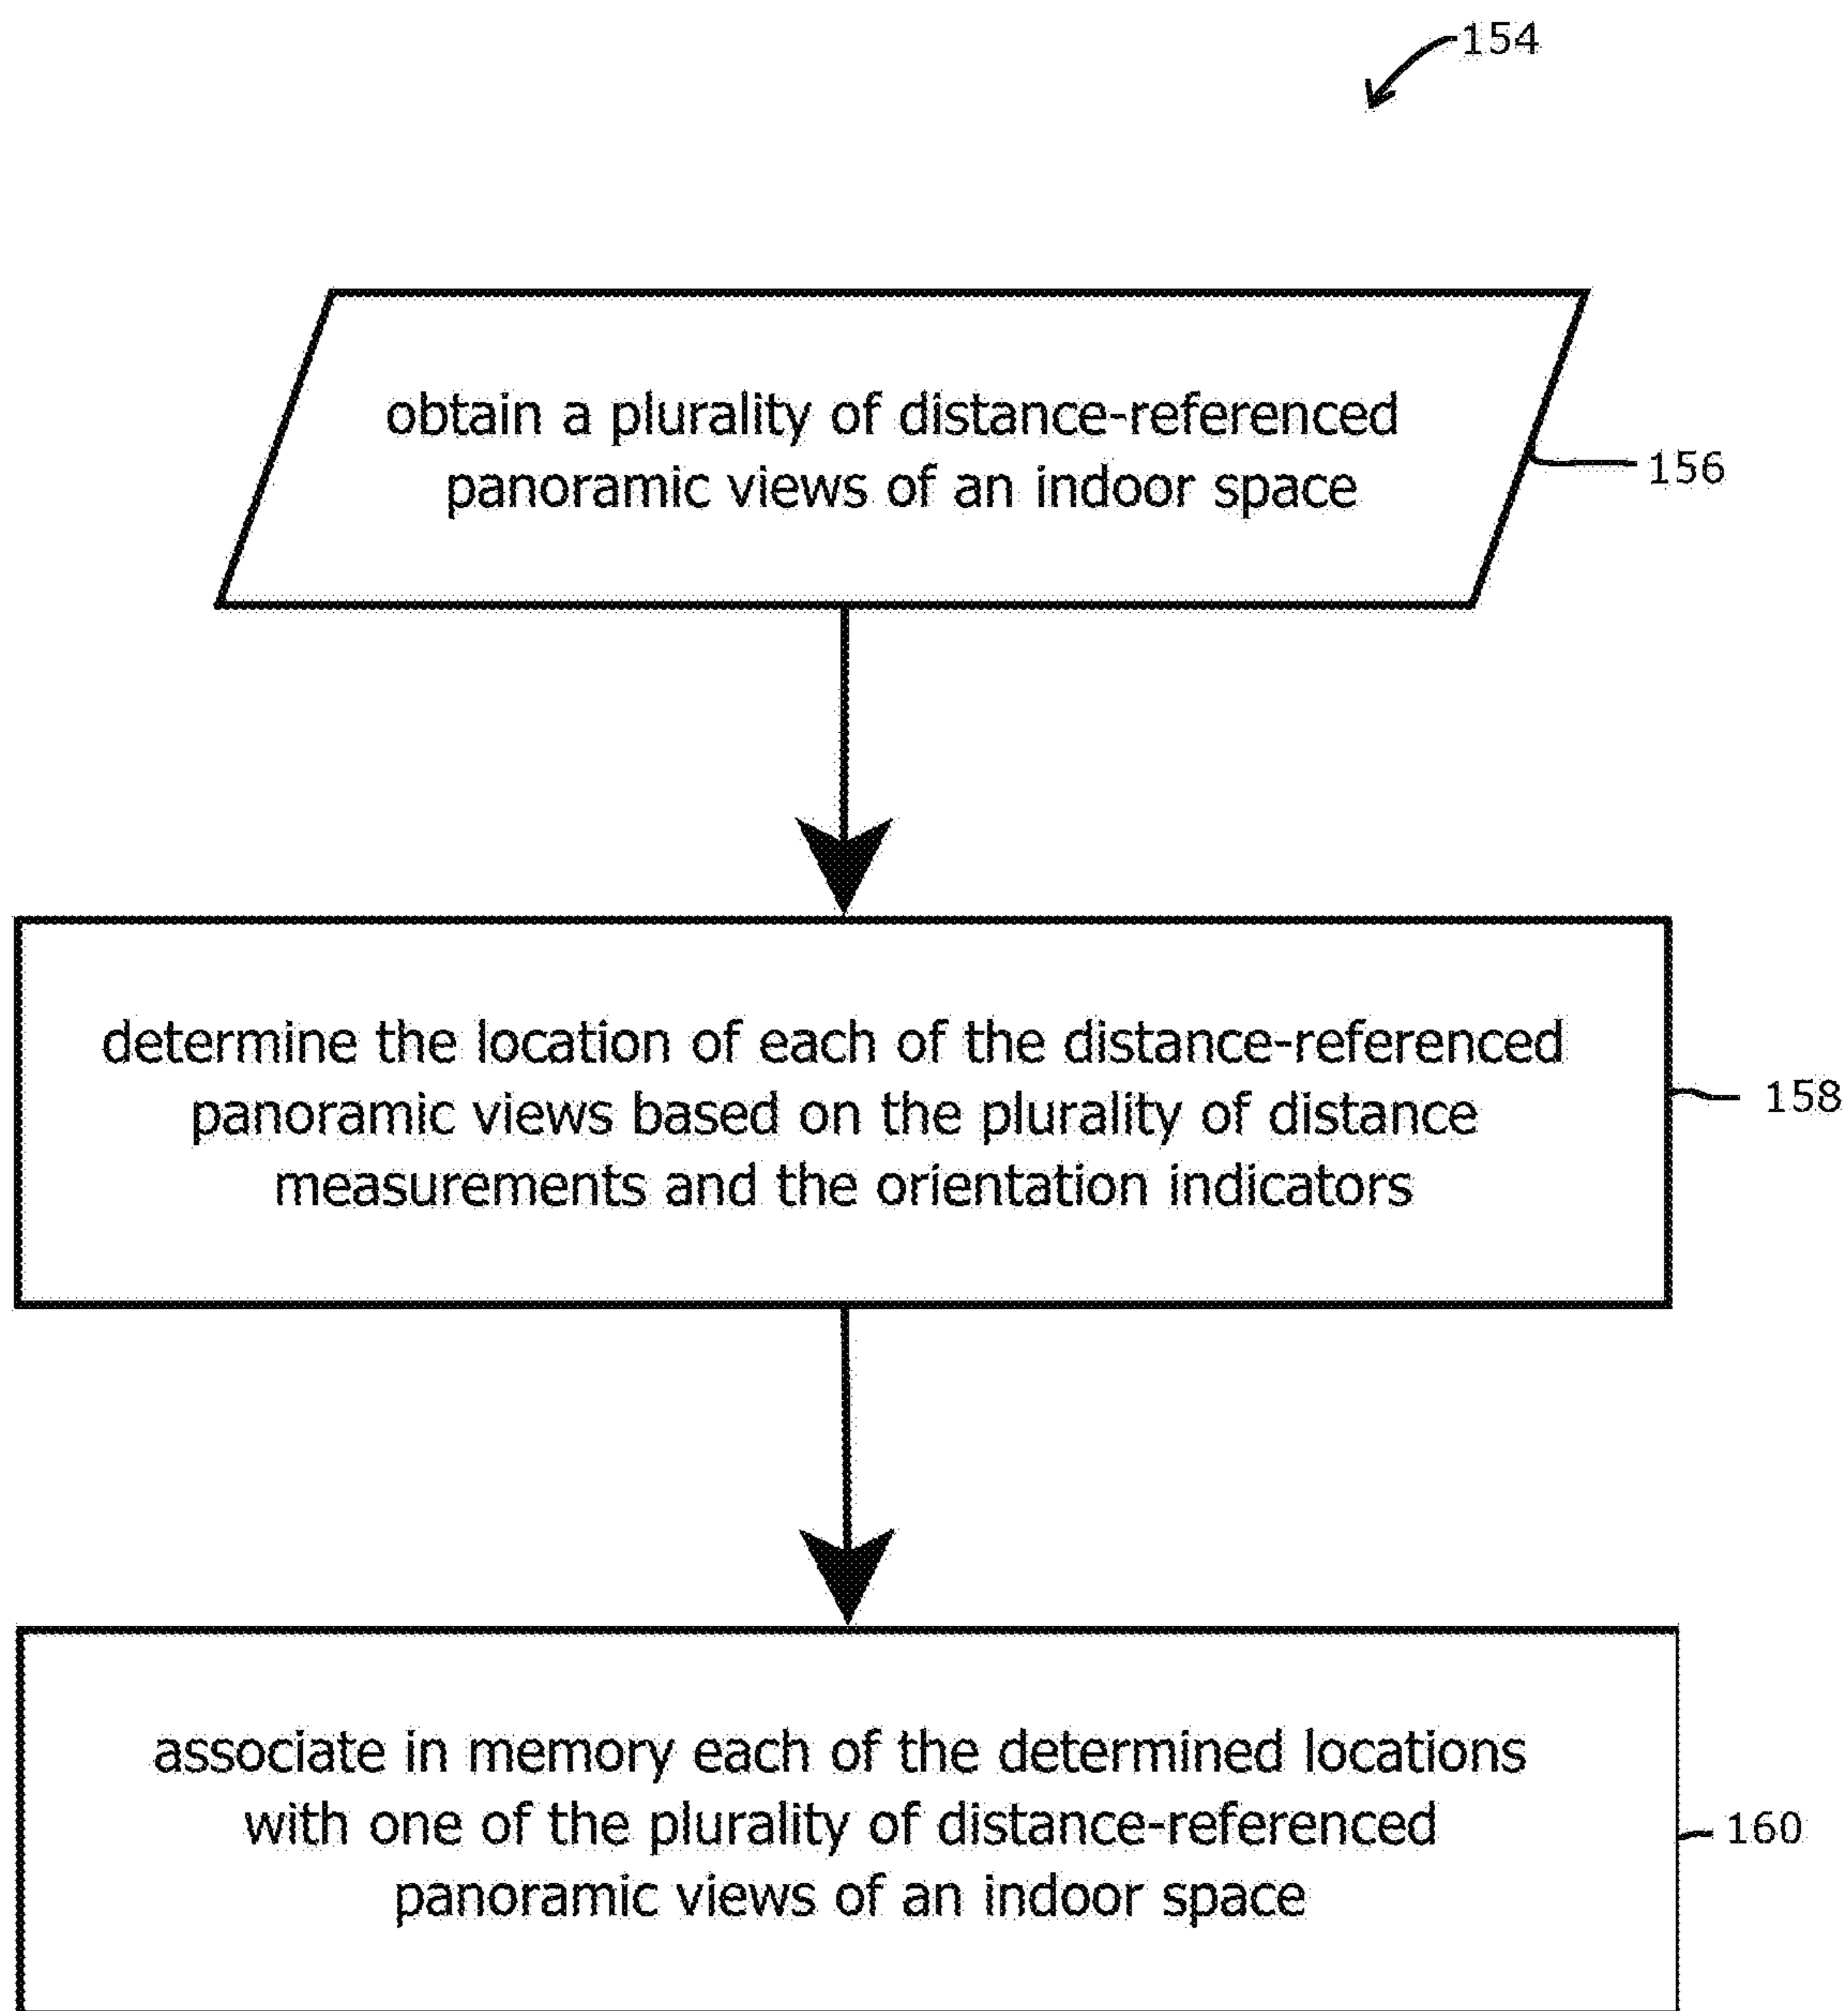 154
obtain a plurality of distance-referenced
panoramic views of an indoor space
156
determine the location of each of the distance-referenced
panoramic views based on the plurality of distance
measurements and the orientation indicators
158
associate in memory each of the determined locations
with one of the plurality of distance-referenced
panoramic views of an indoor space
160